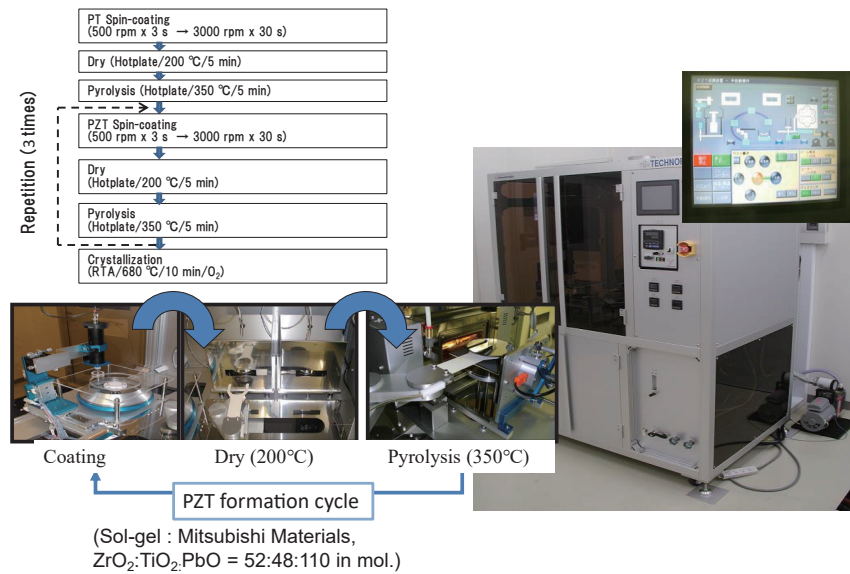 PT Spin-coating
(500 rpm x 3 s → 3000 rpm x 30 s)
Dry (Hotplate/200 ℃/5 min)
Pyrolysis (Hotplate/350 ℃/5 min)
PZT Spin-coating
(500 rpm x 3 s → 3000 rpm x 30 s)
Dry
(Hotplate/200 ℃/5 min)
Pyrolysis
(Hotplate/350 ℃/5 min)
Crystallization
(RTA/680 ℃/10 min/O2)
Repetition (3 times)
Coating
Dry (200℃)
Pyrolysis (350℃)
PZT formation cycle
(Sol-gel : Mitsubishi Materials,
ZrO2:TiO2:PbO = 52:48:110 in mol.)